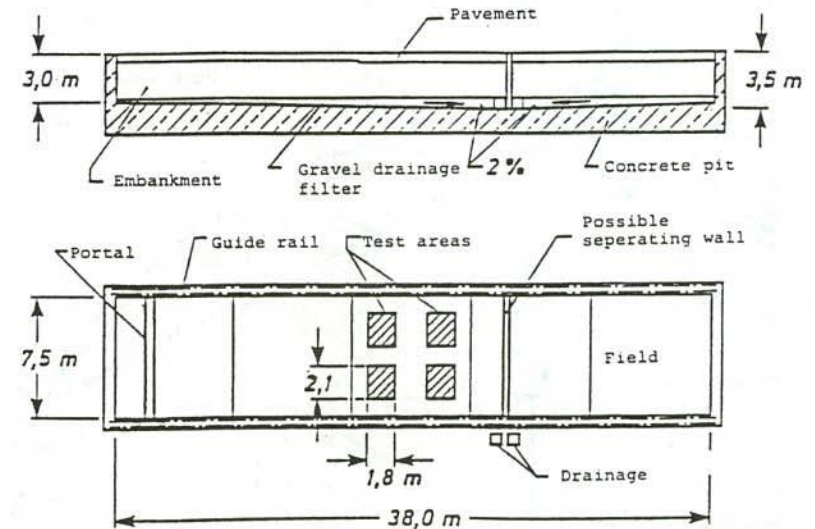 Pavement
3,0 m
3,5 m
Embankment
Gravel drainage
filter
2 %
Concrete pit
Possible
seperating wall
Portal
Guide rail
Test areas
7,5 m
2,1
Field
1,8 m
Drainage
38,0 m